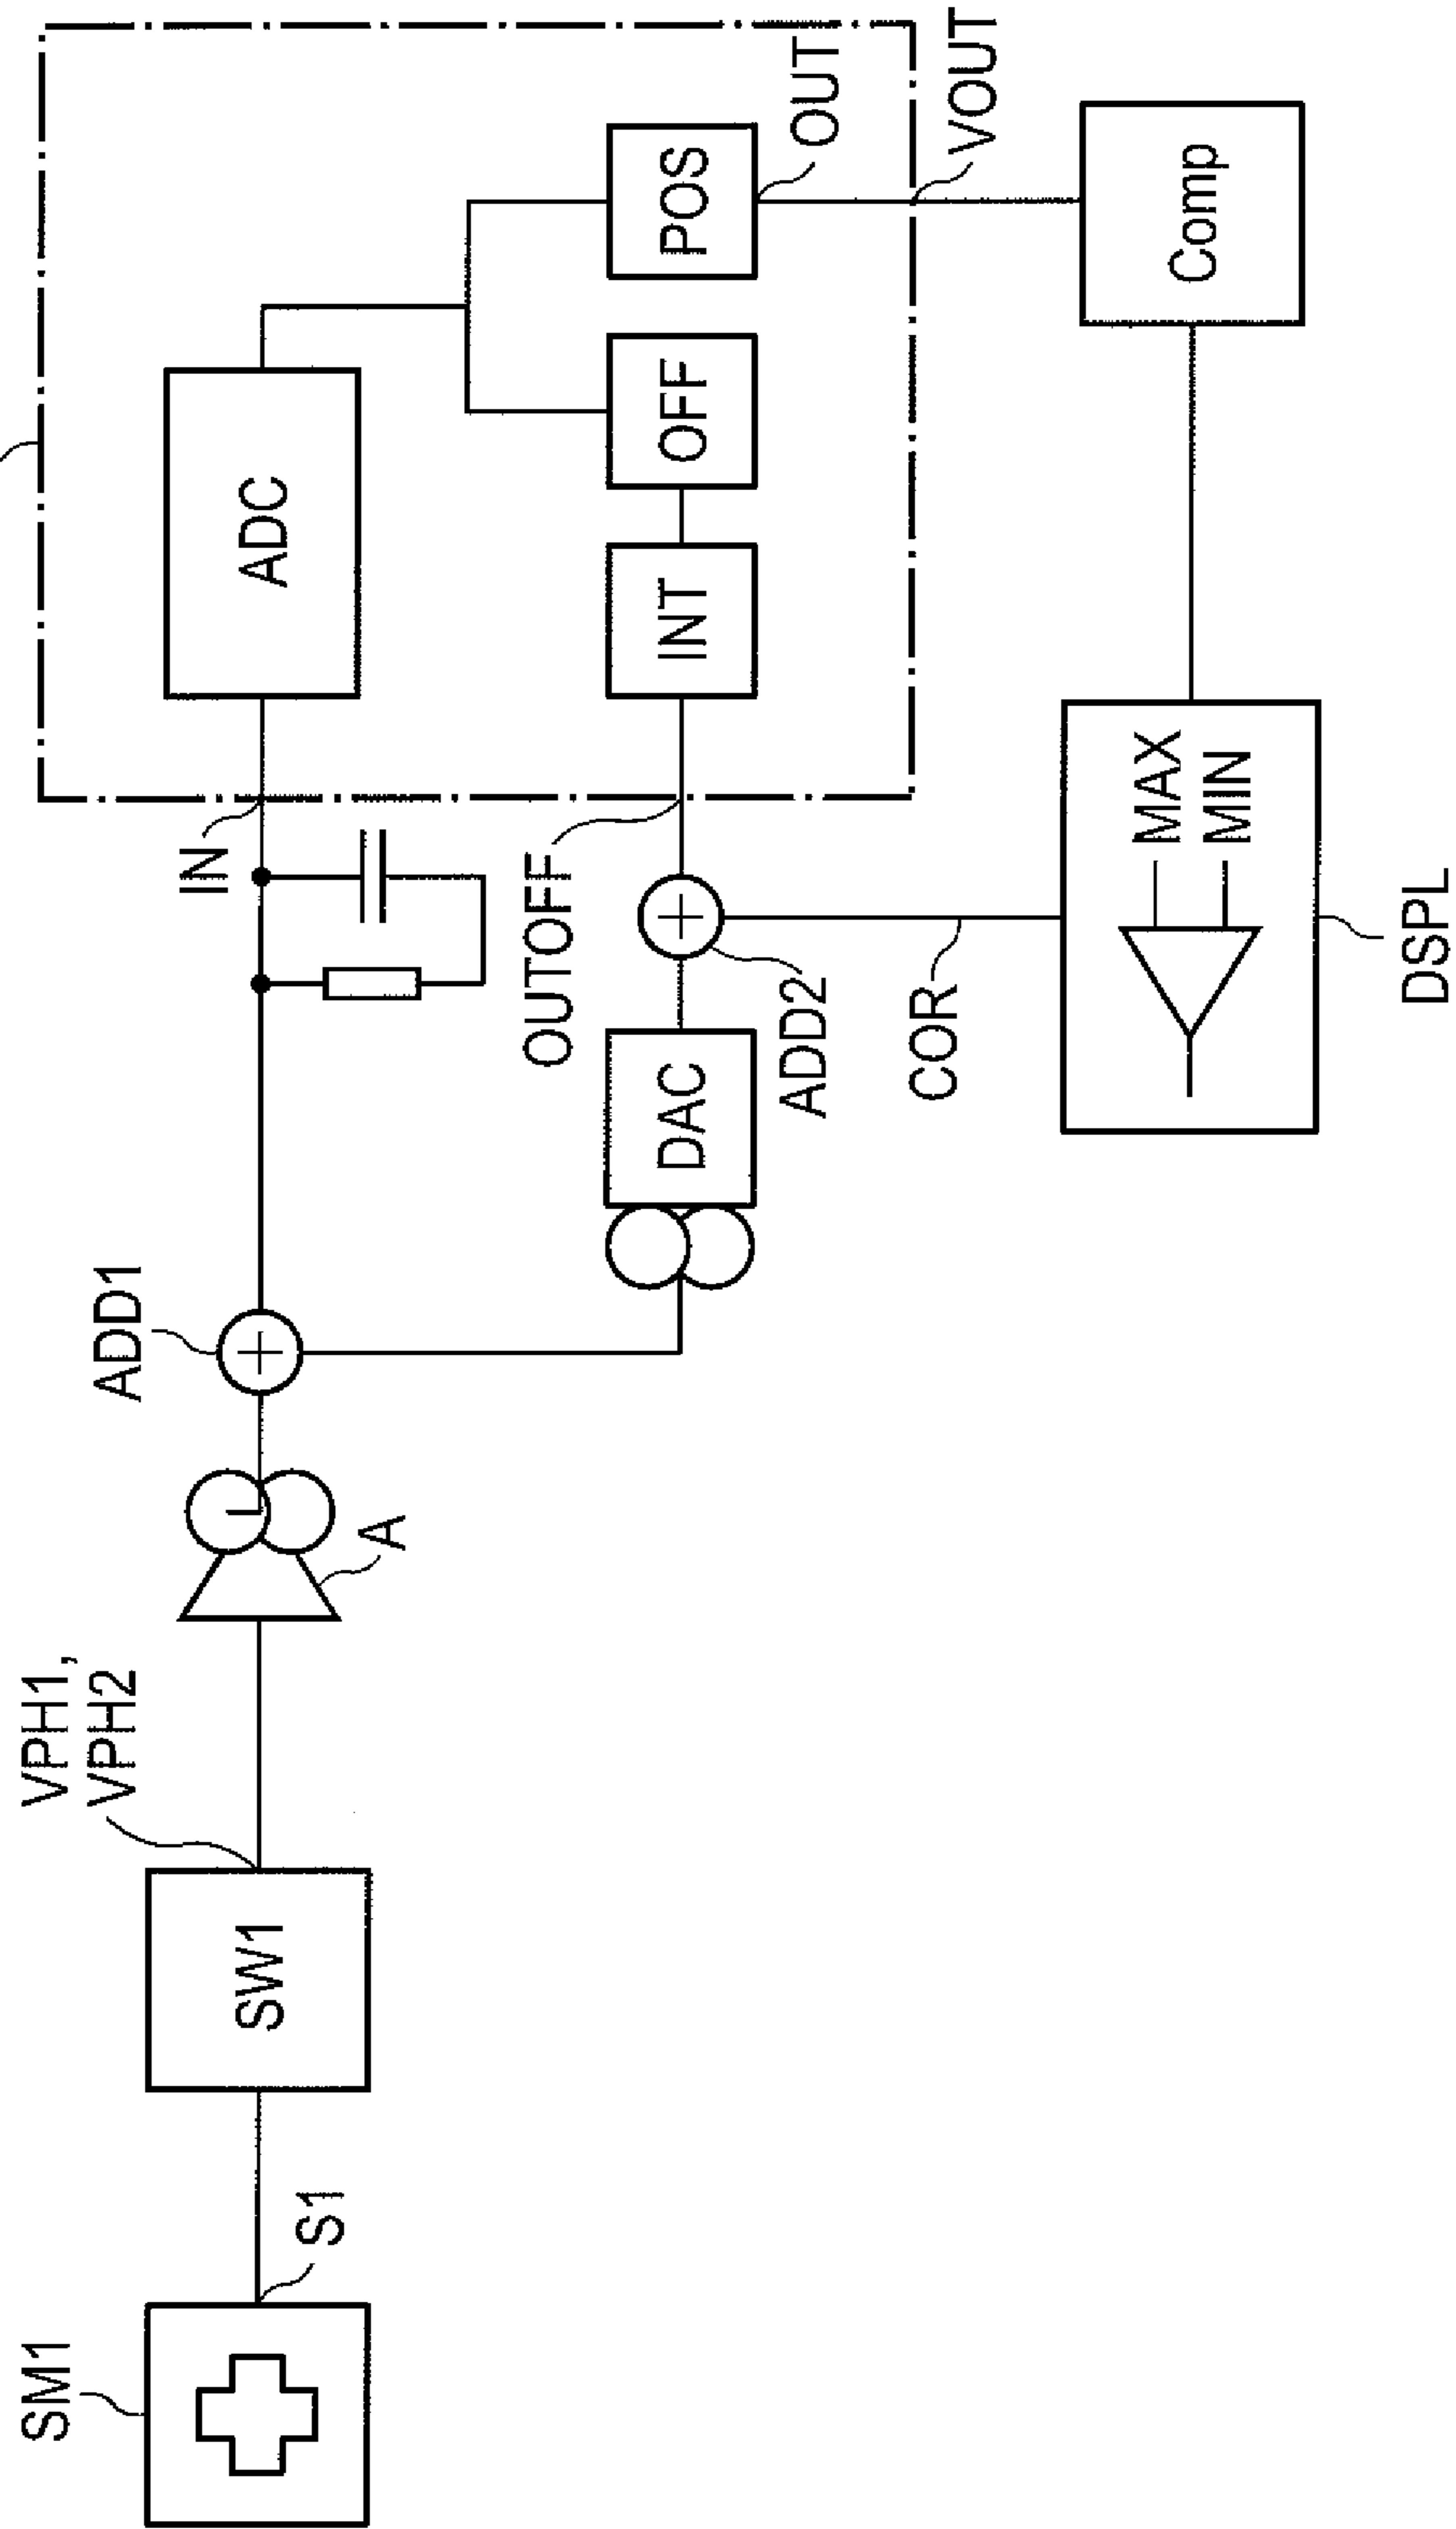 SM1
S1
SW1
VPH1,
VPH2
A
ADD1
IN
ADC
OUTOFF
INT
OFF
POS
OUT
VOUT
DAC
ADD2
COR
MAX
MIN
DSPL
Comp